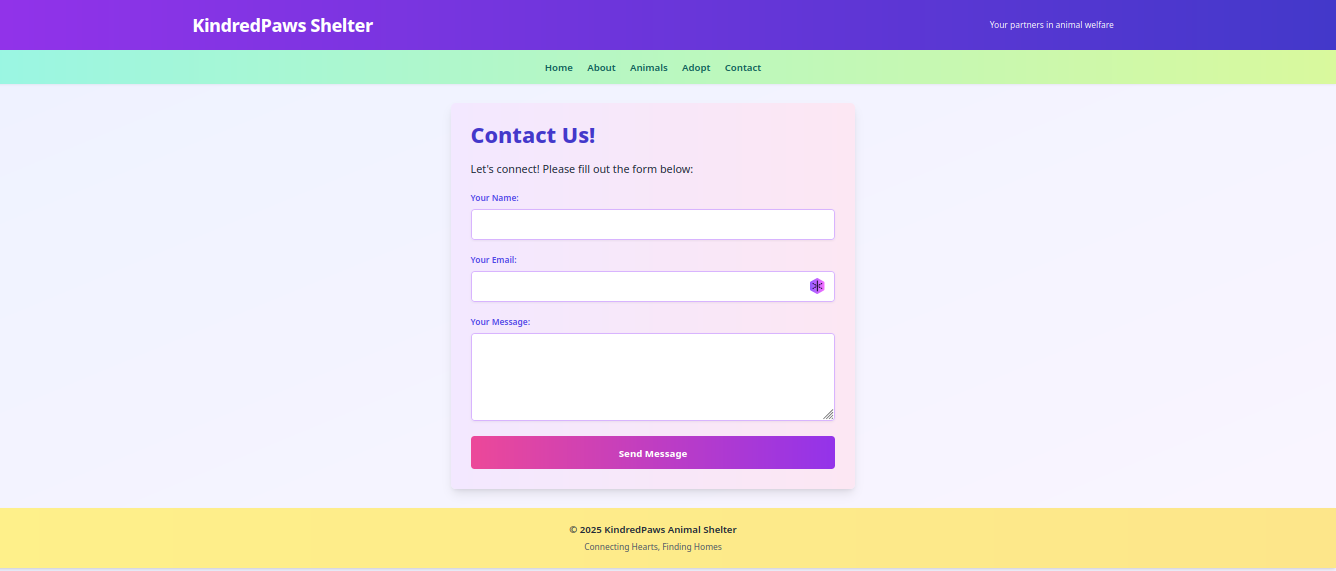 KindredPaws Shelter
Your partners in animal welfare
Home About Animals Adopt Contact
Contact Us!
Let's connect! Please fill out the form below:
Your Name:
Your Email:
Your Message:
Send Message
© 2025 KindredPaws Animal Shelter
Connecting Hearts, Finding Homes